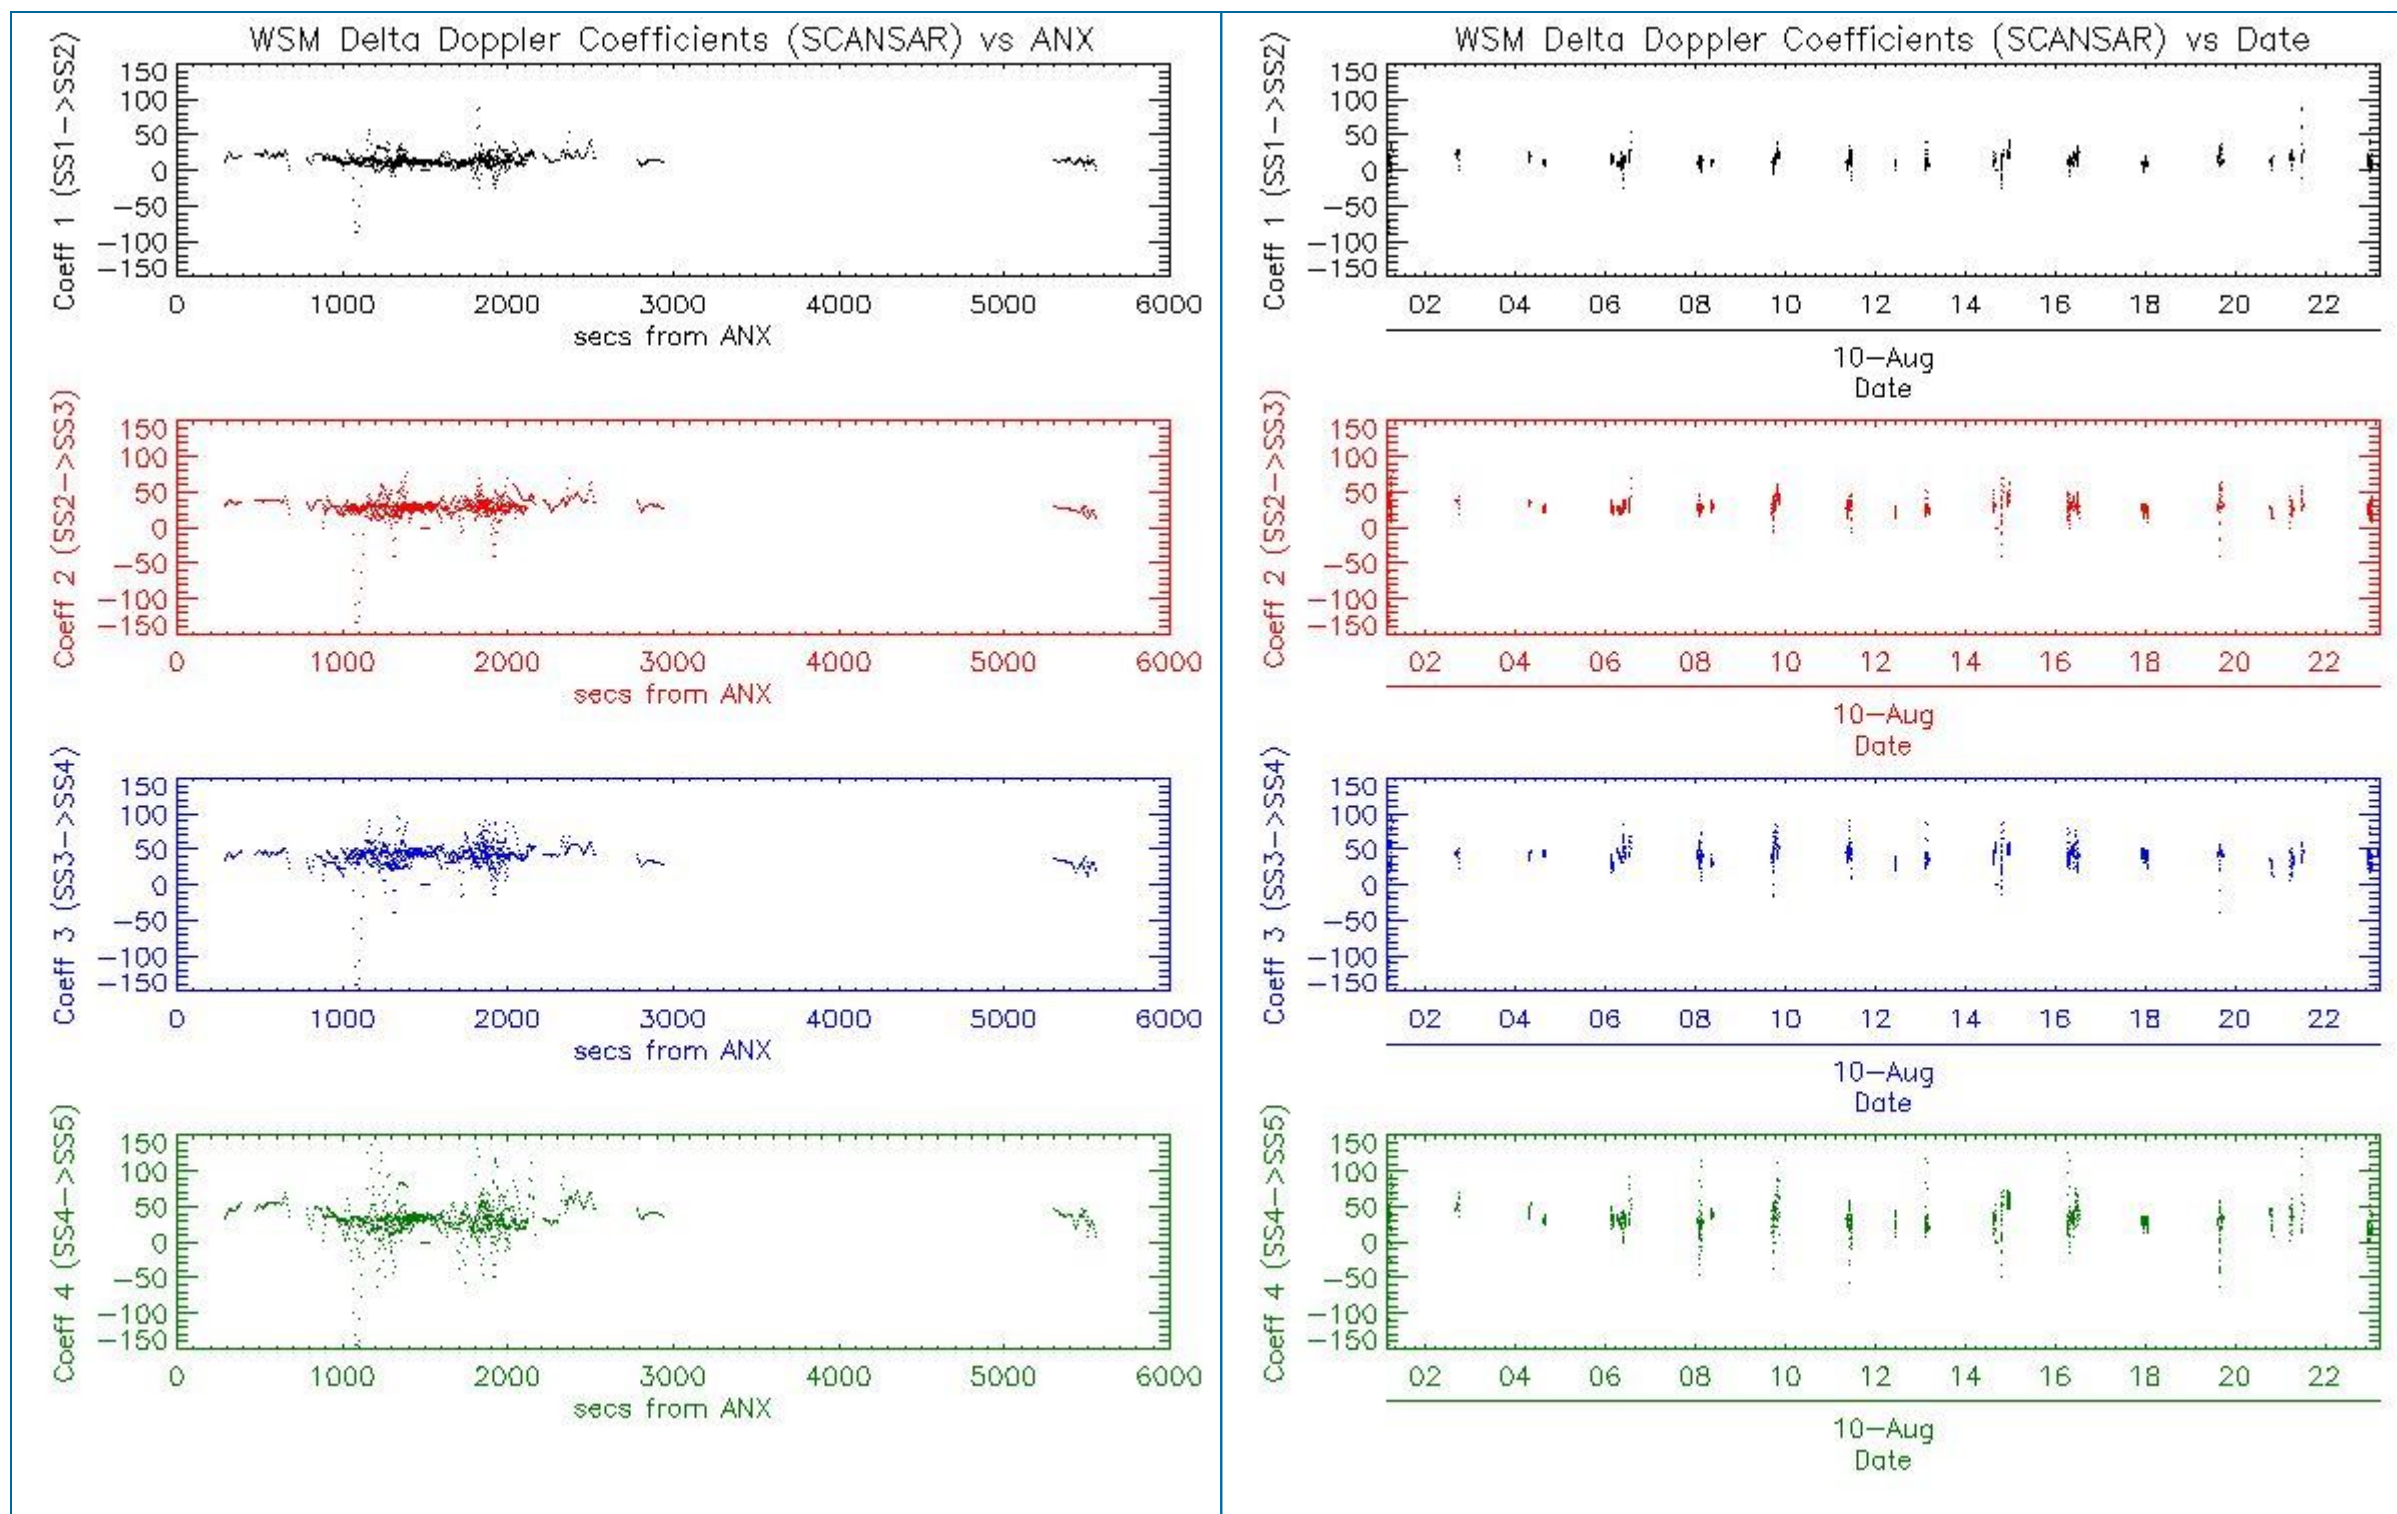 WSM Delta Doppler Coefficients (SCANSAR) vs ANX
Coeff 1 (SS1->SS2)
150
100
50
0
-50
-100
-150
0 1000 2000 3000 4000 5000 6000
secs from ANX
Coeff 2 (SS2->SS3)
150
100
50
0
-50
-100
-150
0 1000 2000 3000 4000 5000 6000
secs from ANX
Coeff 3 (SS3->SS4)
150
100
50
0
-50
-100
-150
0 1000 2000 3000 4000 5000 6000
secs from ANX
Coeff 4 (SS4->SS5)
150
100
50
0
-50
-100
-150
0 1000 2000 3000 4000 5000 6000
secs from ANX
WSM Delta Doppler Coefficients (SCANSAR) vs Date
Coeff 1 (SS1->SS2)
150
100
50
0
-50
-100
-150
02 04 06 08 10 12 14 16 18 20 22
10-Aug
Date
Coeff 2 (SS2->SS3)
150
100
50
0
-50
-100
-150
02 04 06 08 10 12 14 16 18 20 22
10-Aug
Date
Coeff 3 (SS3->SS4)
150
100
50
0
-50
-100
-150
02 04 06 08 10 12 14 16 18 20 22
10-Aug
Date
Coeff 4 (SS4->SS5)
150
100
50
0
-50
-100
-150
02 04 06 08 10 12 14 16 18 20 22
10-Aug
Date